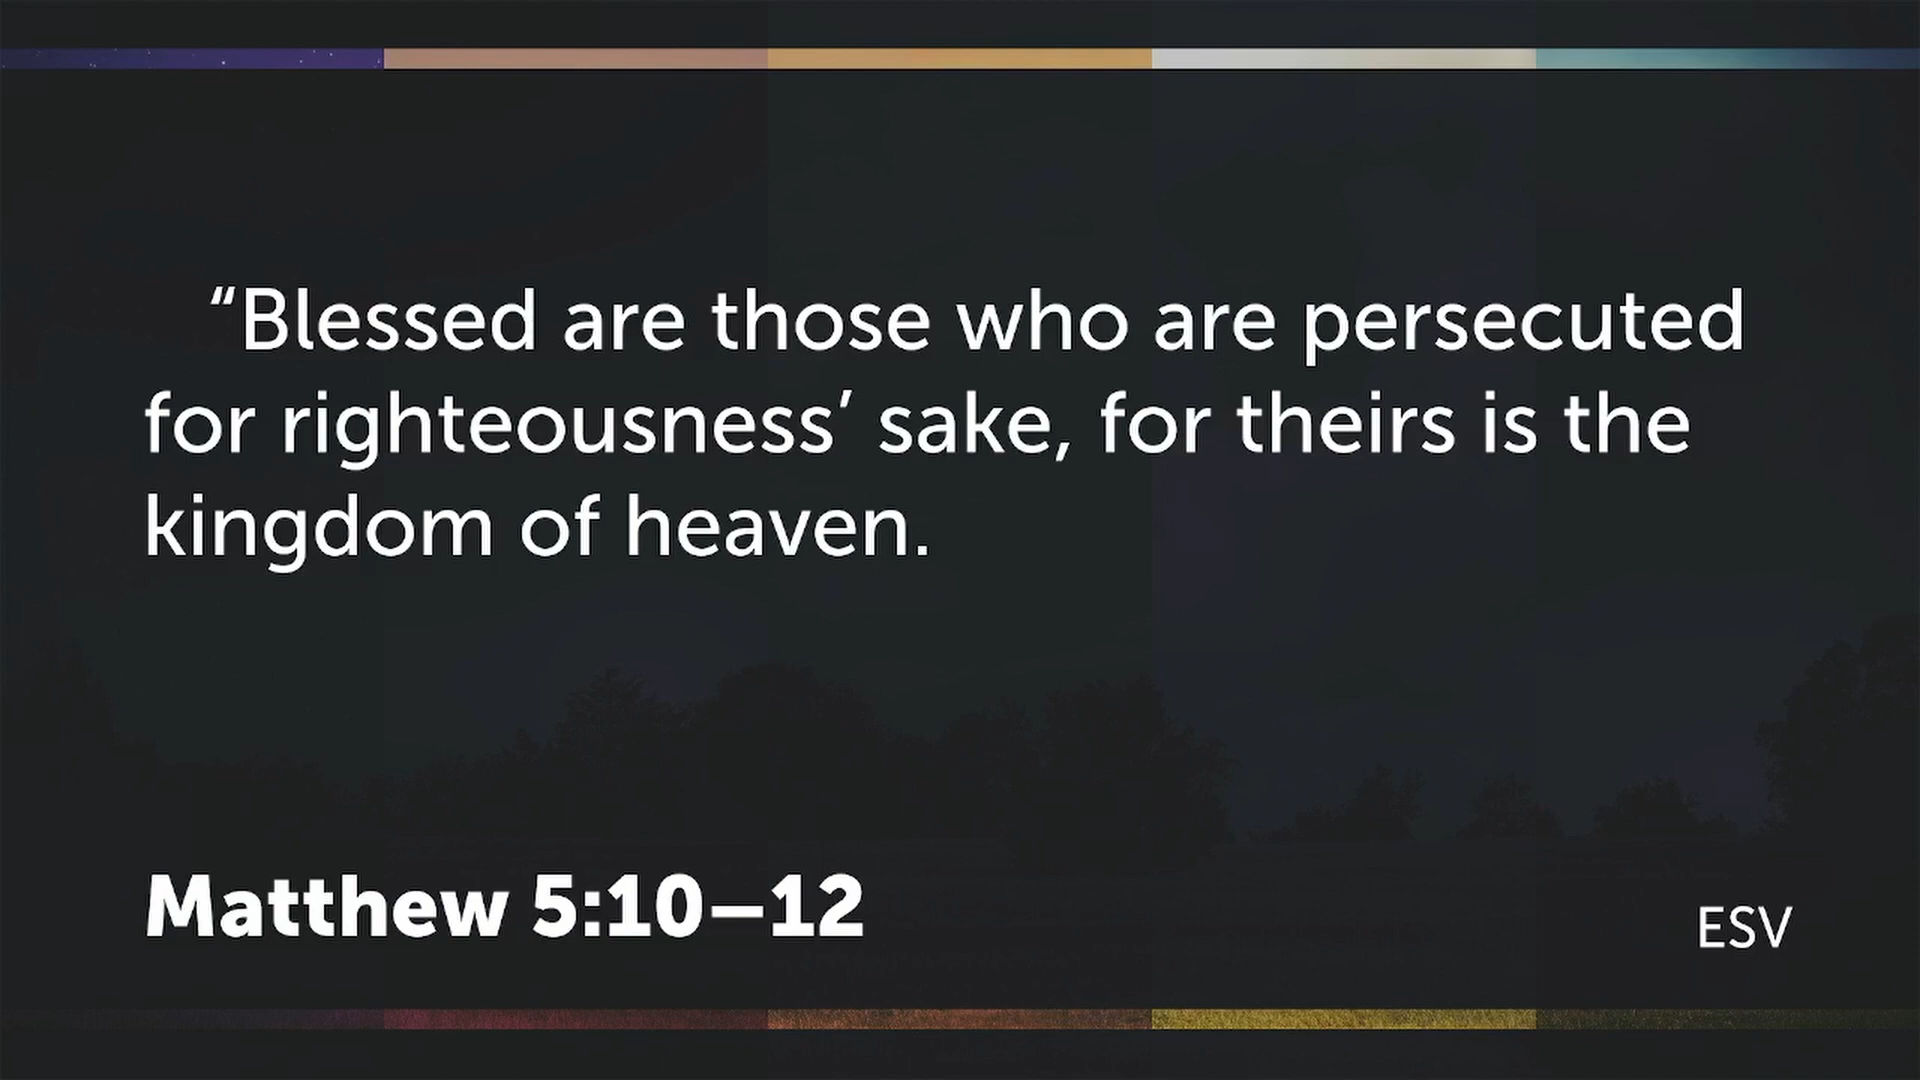 “Blessed are those who are persecuted
for righteousness’ sake, for theirs is the
kingdom of heaven.
Matthew 5:10–12
ESV